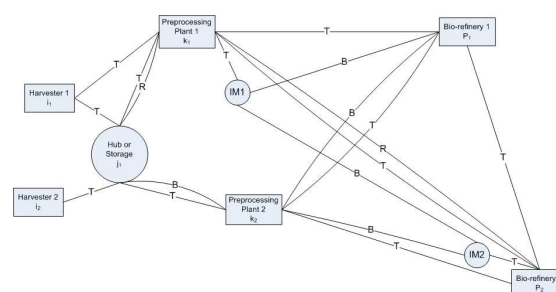 Preprocessing
Plant 1
k1
Bio-refinery 1
P1
T
T
B
T
T
R
IM1
Harvester 1
i1
T
T
B
B
R
T
T
T
Hub or
Storage
j1
B
Harvester 2
i2
T
B
T
Preprocessing
Plant 2
k2
B
T
IM2
T
Bio-refinery
P2